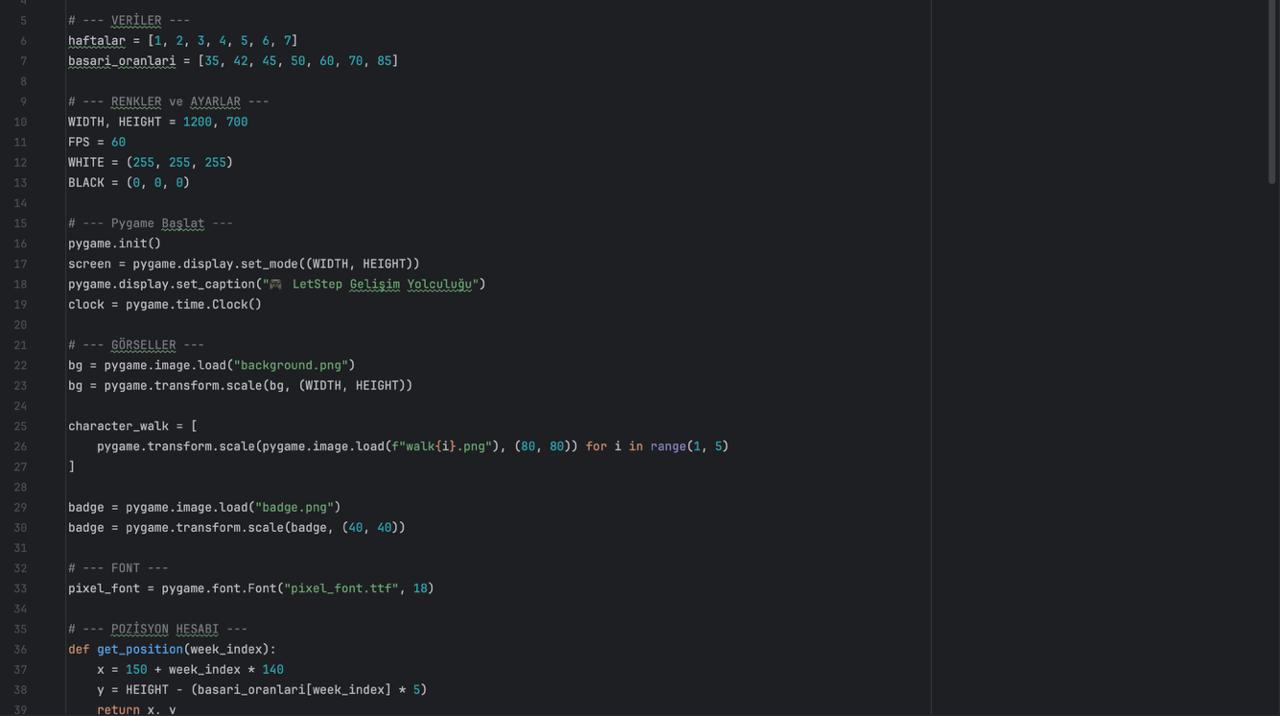 4
5 # --- VERİLER ---
6 haftalar = [1, 2, 3, 4, 5, 6, 7]
7 basari_oranlari = [35, 42, 45, 50, 60, 70, 85]
8
9 # --- RENKLER ve AYARLAR ---
10 WIDTH, HEIGHT = 1200, 700
11 FPS = 60
12 WHITE = (255, 255, 255)
13 BLACK = (0, 0, 0)
14
15 # --- Pygame Başlat ---
16 pygame.init()
17 screen = pygame.display.set_mode((WIDTH, HEIGHT))
18 pygame.display.set_caption("🎮 LetStep Gelişim Yolculuğu")
19 clock = pygame.time.Clock()
20
21 # --- GÖRSELLER ---
22 bg = pygame.image.load("background.png")
23 bg = pygame.transform.scale(bg, (WIDTH, HEIGHT))
24
25 character_walk = [
26     pygame.transform.scale(pygame.image.load(f"walk{i}.png"), (80, 80)) for i in range(1, 5)
27 ]
28
29 badge = pygame.image.load("badge.png")
30 badge = pygame.transform.scale(badge, (40, 40))
31
32 # --- FONT ---
33 pixel_font = pygame.font.Font("pixel_font.ttf", 18)
34
35 # --- POZİSYON HESABI ---
36 def get_position(week_index):
37     x = 150 + week_index * 140
38     y = HEIGHT - (basari_oranlari[week_index] * 5)
39     return x, y